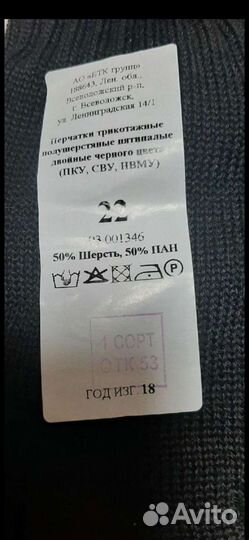 АО «БТК групп»
188643, Лен. обл.,
Всеволожский р-н,
г. Всеволожск,
ул. Ленинградская 14/1
Перчатки трикотажные
полушерстяные пятипалые
двойные черного цвета
(ПКУ, СВУ, НВМУ)
22
03 001346
50% Шерсть, 50% ПАН
P
1 СОРТ
ОТК 53
ГОД ИЗГ 18
Avito